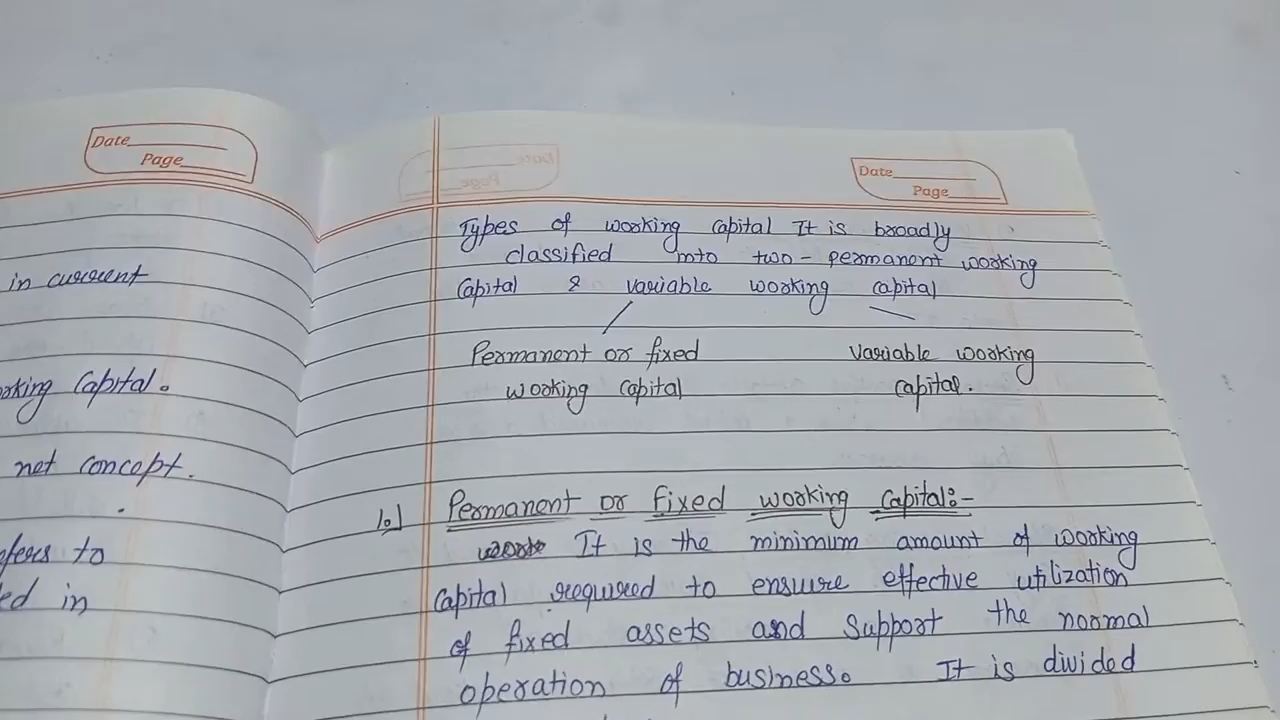 Date
Page
in current
orking Capital.
net concept.
efers to
ed in
Date
Page
Types of working Capital It is broadly
classified into two - permanent working
Capital & variable working capital
Permanent or fixed
working capital
Variable working
capital.
1.] Permanent or fixed working Capital:-
It is the minimum amount of working
Capital required to ensure effective utilization
of fixed assets and support the normal
operation of business. It is divided